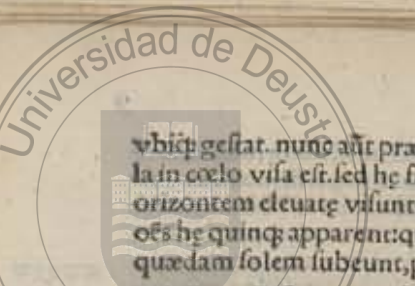 Universidad de Deusto
vbiq; gestat. nunc aūt pra
la in cœlo visa est. sed hę s
orizontem eleuatę visunt
oēs hę quinq; apparent: q
quædam solem subeunt, p